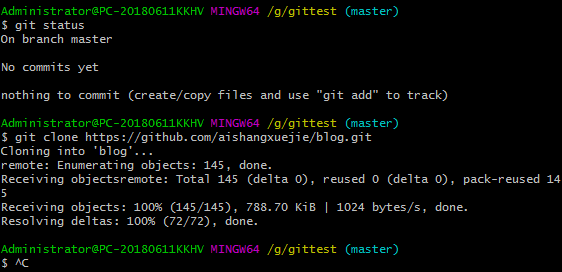 Administrator@PC-20180611KKHV MINGW64 /g/gittest (master)
$ git status
On branch master
No commits yet
nothing to commit (create/copy files and use "git add" to track)
Administrator@PC-20180611KKHV MINGW64 /g/gittest (master)
$ git clone https://github.com/aishangxuejie/blog.git
Cloning into 'blog'...
remote: Enumerating objects: 145, done.
Receiving objectsremote: Total 145 (delta 0), reused 0 (delta 0), pack-reused 14
5
Receiving objects: 100% (145/145), 788.70 KiB | 1024 bytes/s, done.
Resolving deltas: 100% (72/72), done.
Administrator@PC-20180611KKHV MINGW64 /g/gittest (master)
$ ^C